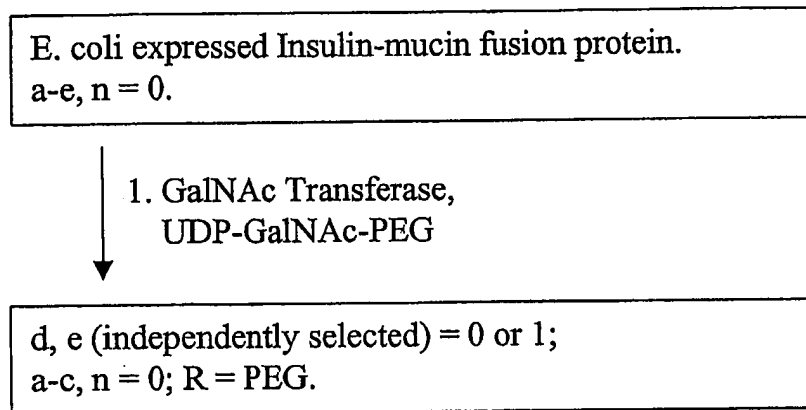 E. coli expressed Insulin-mucin fusion protein.
a-e, n = 0.
1. GalNAc Transferase,
UDP-GalNAc-PEG
d, e (independently selected) = 0 or 1;
a-c, n = 0; R = PEG.